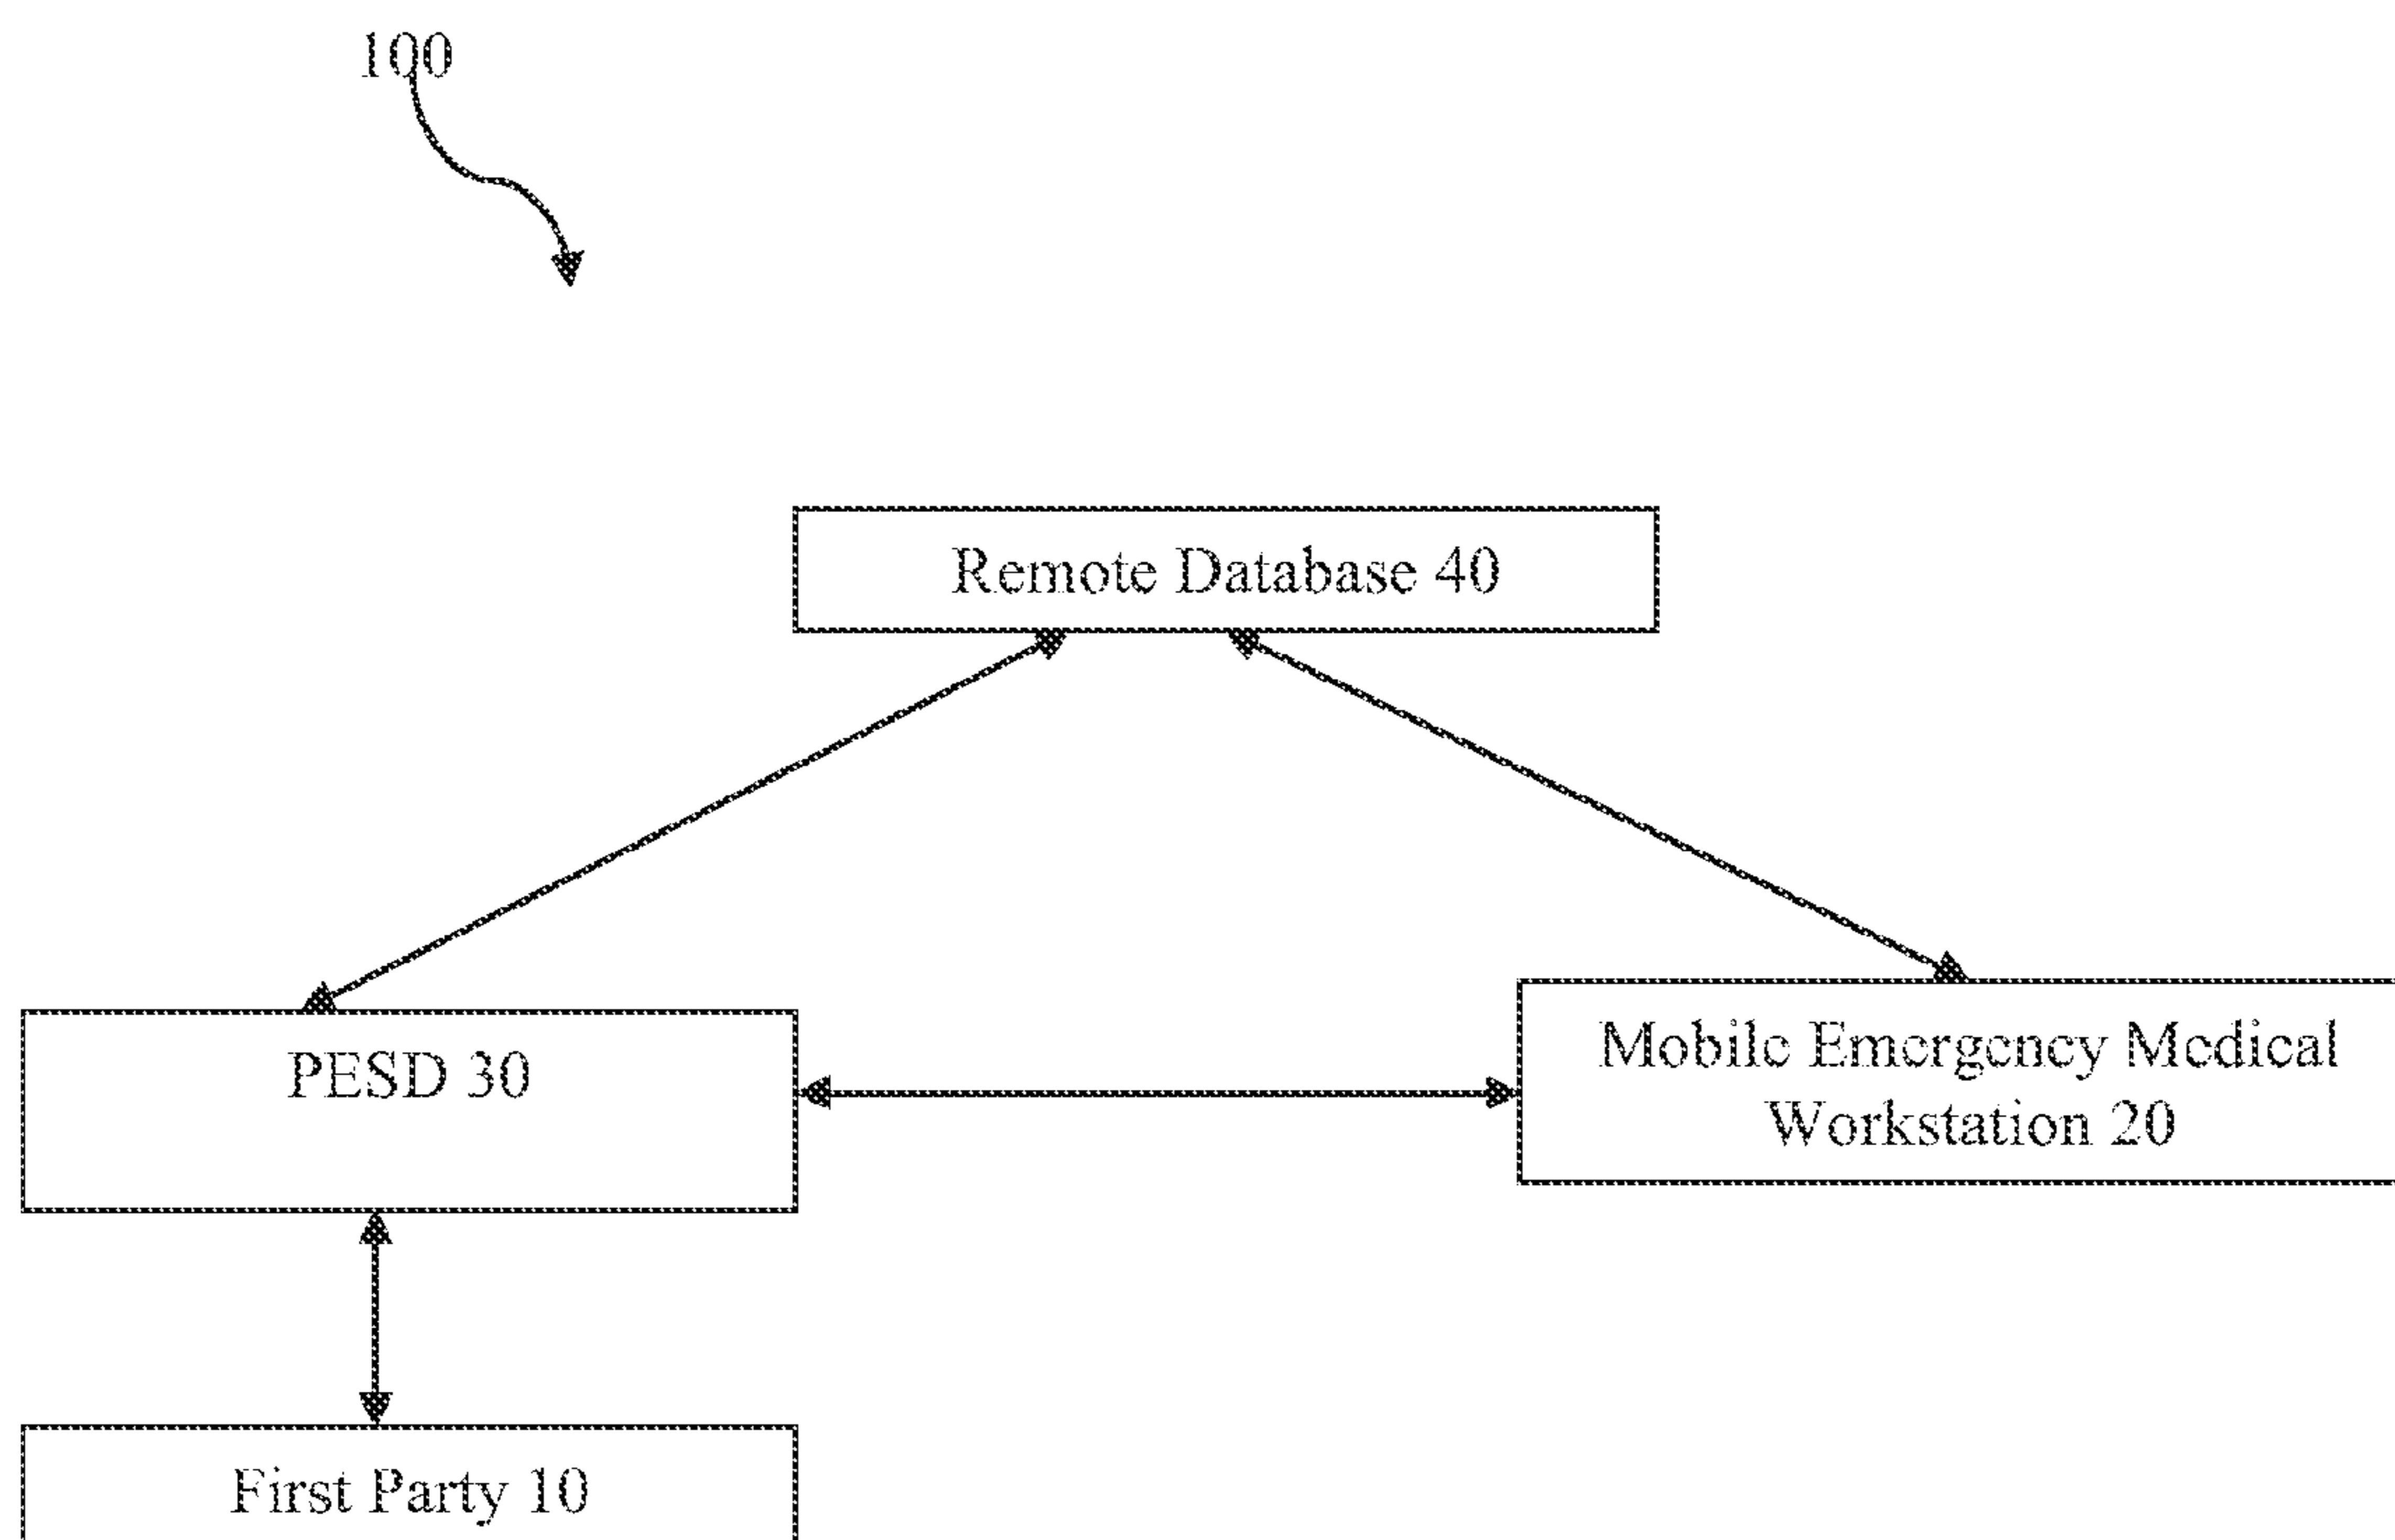 100
Remote Database 40
PESD 30
Mobile Emergency Medical
Workstation 20
First Party 10